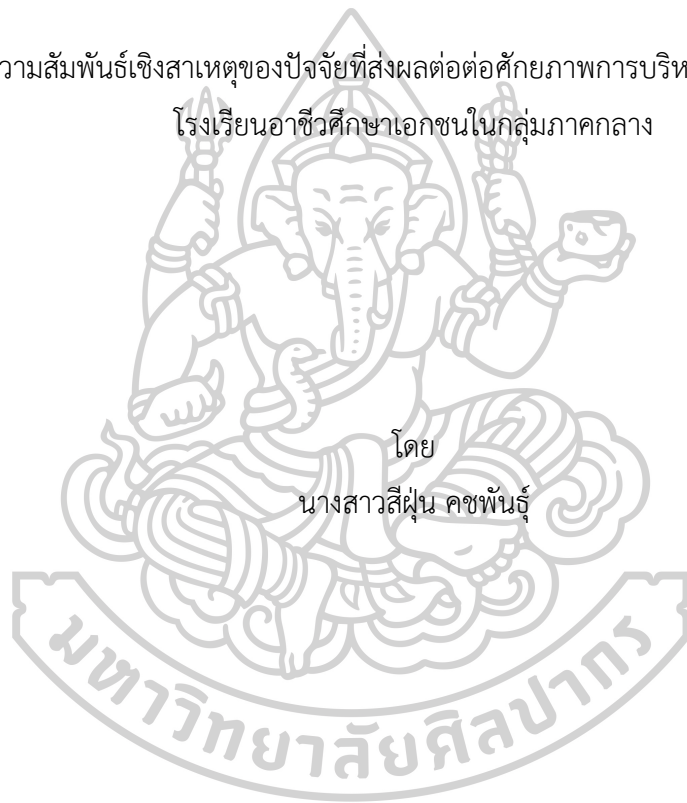 วามสัมพันธ์เชิงสาเหตุของปัจจัยที่ส่งผลต่อต่อศักยภาพการบริห
โรงเรียนอาชีวศึกษาเอกชนในกลุ่มภาคกลาง
โดย
นางสาวสีฝุ่น คชพันธุ์
มหาวิทยาลัยศิลปากร